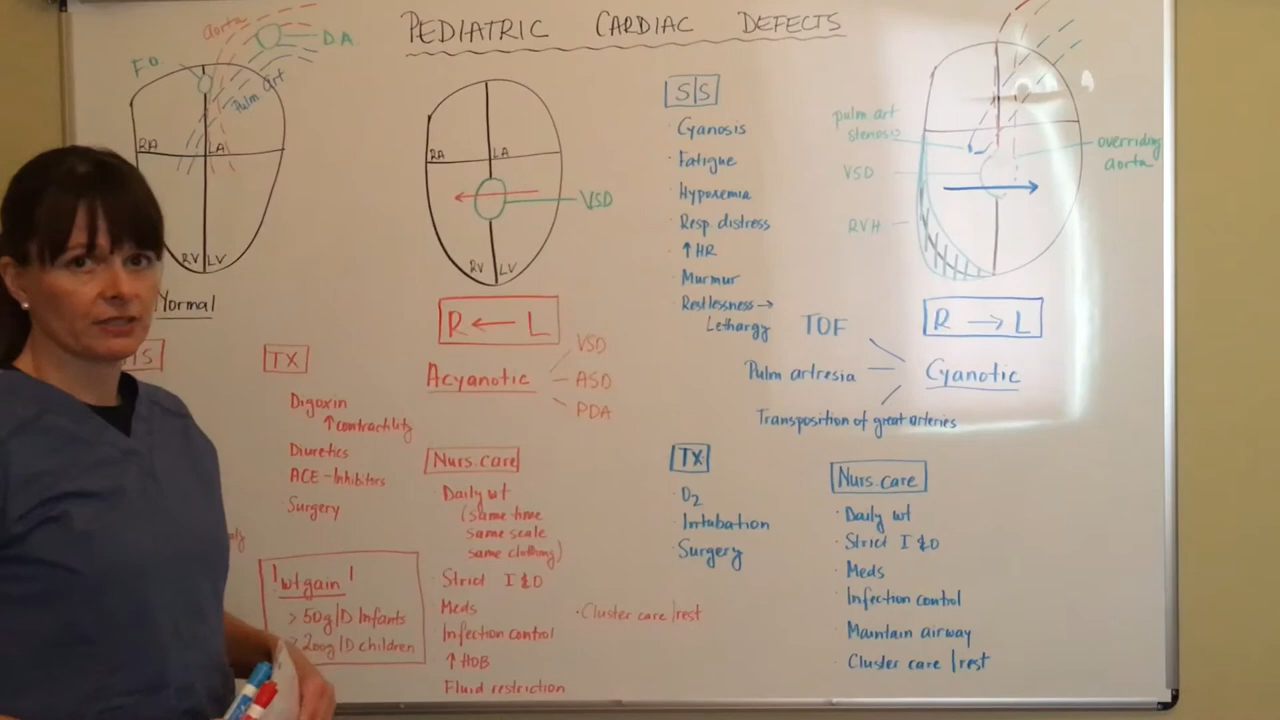 PEDIATRIC CARDIAC DEFECTS
aorta
D.A.
F.O.
Pulm Art
RA
LA
RV
LV
Normal
TX
Digoxin
↑contractility
Diuretics
ACE-Inhibitors
Surgery
! wt gain !
> 50g/D Infants
> 200g/D children
RA
LA
VSD
RV
LV
R ← L
Acyanotic
VSD
ASD
PDA
Nurs. care
Daily wt
(same time
same scale
same clothing)
Strict I & O
Meds
Infection control
↑ HOB
Fluid restriction
· Cluster care/rest
S|S
· Cyanosis
· Fatigue
· Hypoxemia
· Resp. distress
· ↑ HR
· Murmur
· Restlessness →
Lethargy
pulm art
stenosis
VSD
RVH
overriding
aorta
R → L
Cyanotic
TOF
Pulm artresia
Transposition of great arteries
TX
· O2
· Intubation
· Surgery
Nurs. care
· Daily wt
· Strict I & O
· Meds
· Infection control
· Maintain airway
· Cluster care/rest